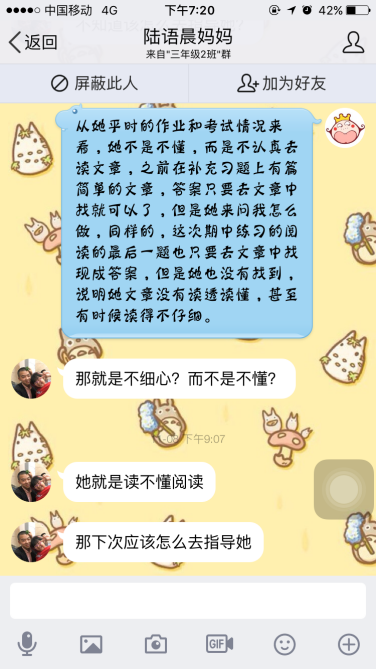 中国移动 4G 下午7:20 42%
返回 陆语晨妈妈
来自"三年级2班"群
屏蔽此人 加为好友
从她平时的作业和考试情况来
看，她不是不懂，而是不认真去
读文章，之前在补充习题上有篇
简单的文章，答案只要去文章中
找就可以了，但是她来问我怎么
做，同样的，这次期中练习的阅
读的最后一题也只要去文章中找
现成答案，但是她也没有找到，
说明她文章没有读透读懂，甚至
有时候读得不仔细。
那就是不细心？而不是不懂？
下午9:07
她就是读不懂阅读
那下次应该怎么去指导她
GIF